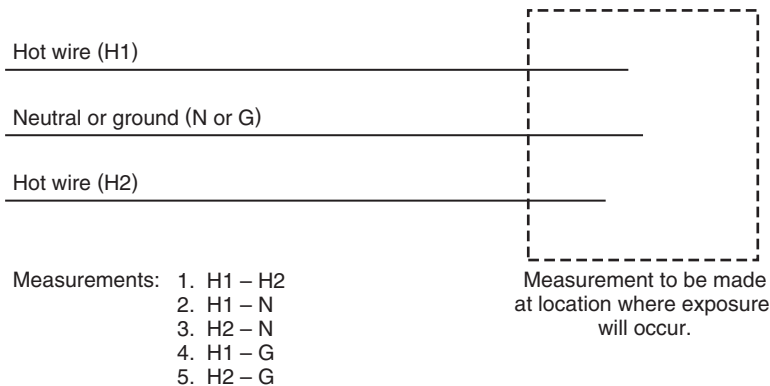 Hot wire (H1)
Neutral or ground (N or G)
Hot wire (H2)
Measurements: 1. H1 – H2
2. H1 – N
3. H2 – N
4. H1 – G
5. H2 – G
Measurement to be made
at location where exposure
will occur.